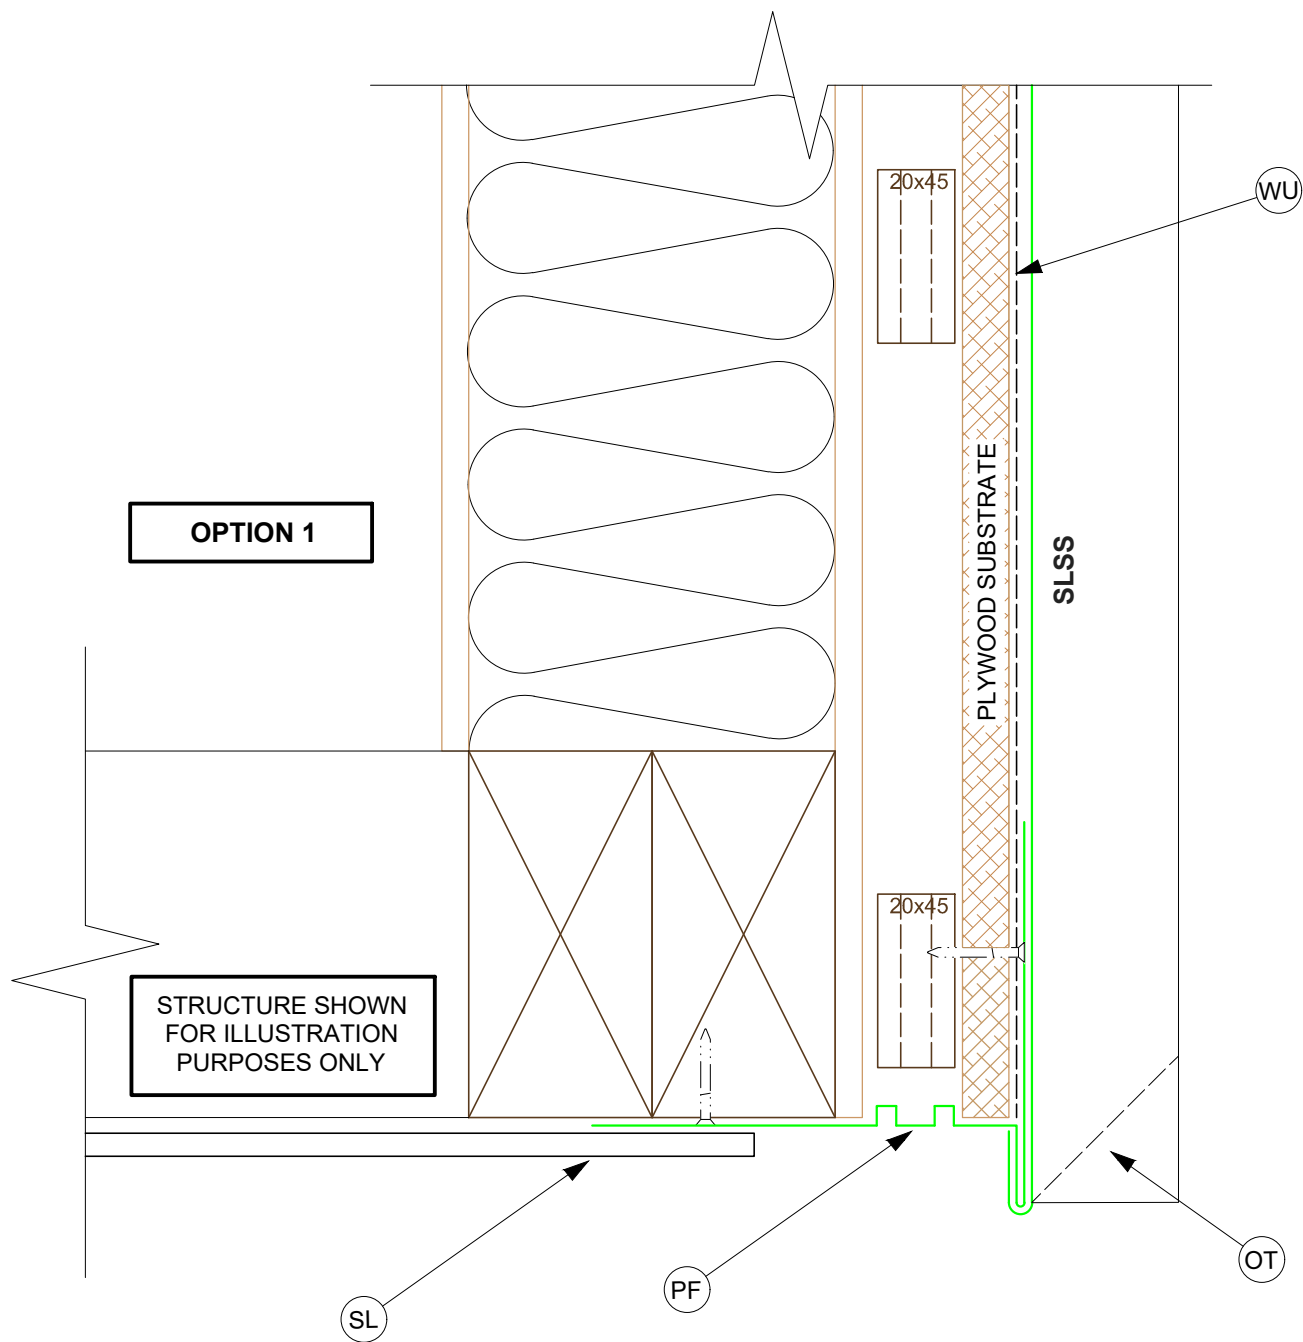 20x45
WU
PLYWOOD SUBSTRATE
OPTION 1
SLSS
20x45
STRUCTURE SHOWN
FOR ILLUSTRATION
PURPOSES ONLY
OT
PF
SL